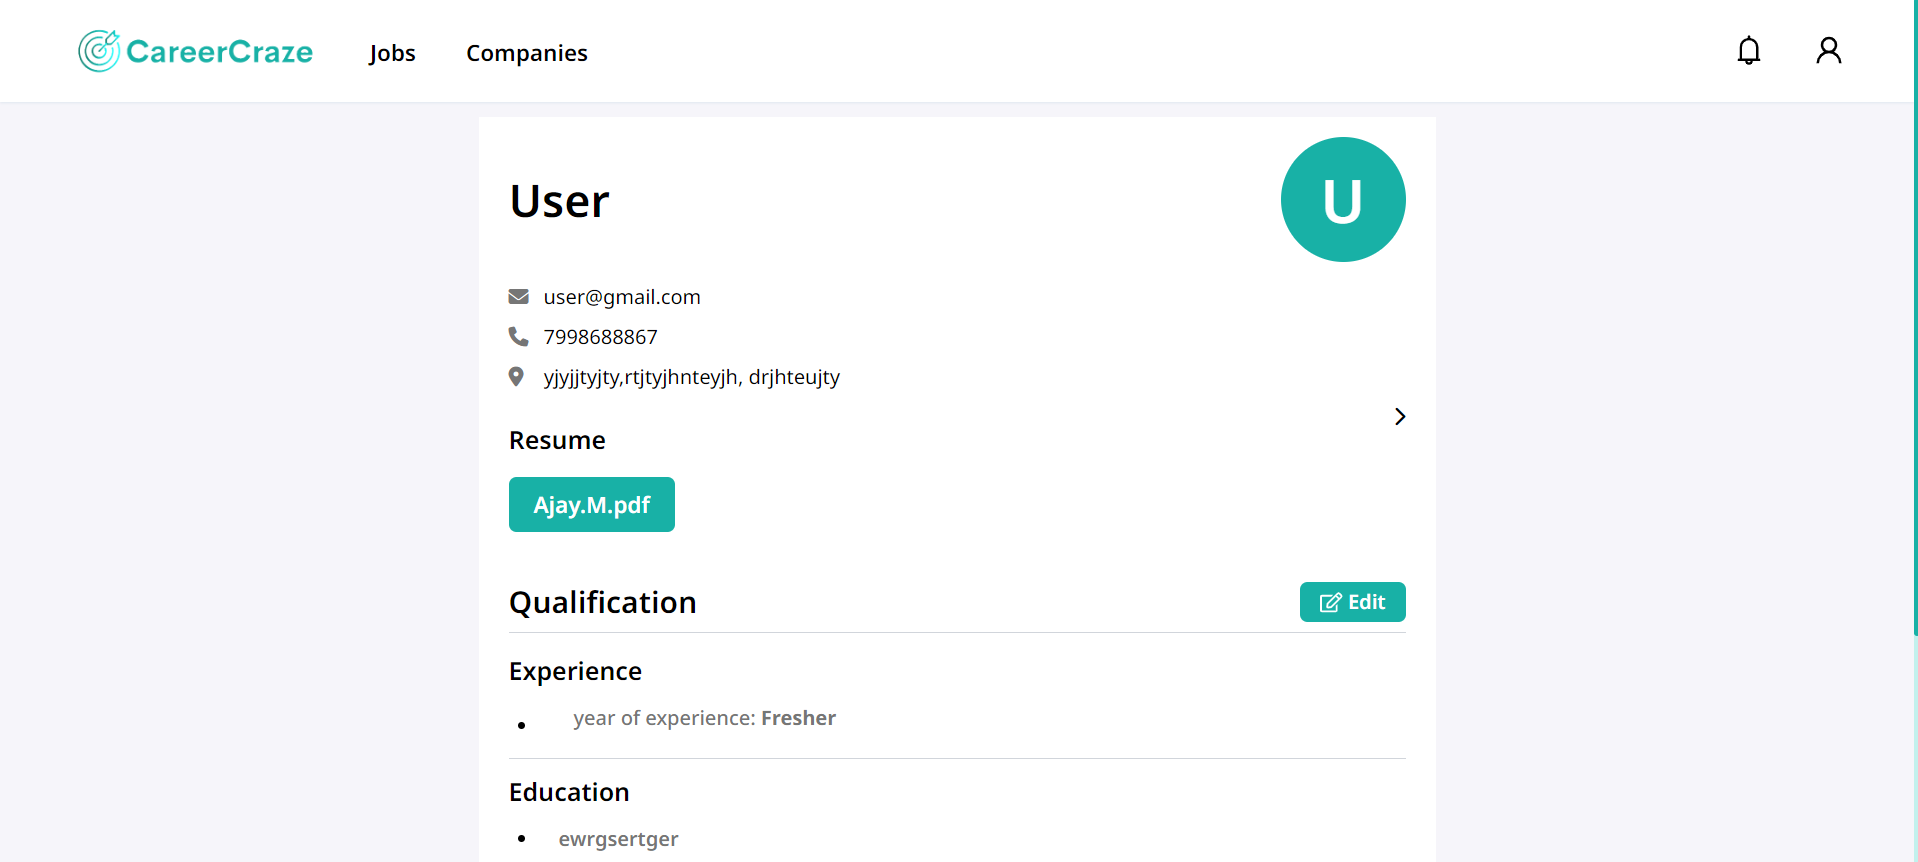 CareerCraze Jobs Companies
User
U
user@gmail.com
7998688867
yjyjjtyjty,rtjtyjhnteyjh, drjhteujty
Resume
Ajay.M.pdf
Qualification Edit
Experience
year of experience: Fresher
Education
ewrgsertger